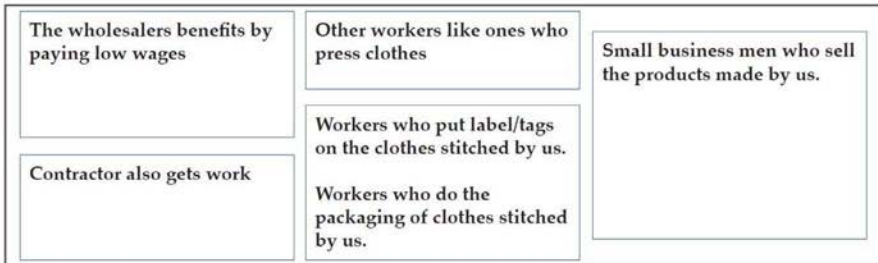 The wholesalers benefits by
paying low wages
Contractor also gets work
Other workers like ones who
press clothes
Workers who put label/tags
on the clothes stitched by us.
Workers who do the
packaging of clothes stitched
by us.
Small business men who sell
the products made by us.